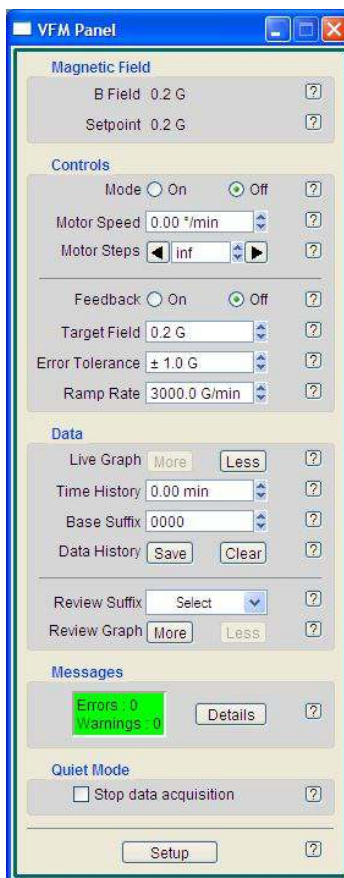 VFM Panel
Magnetic Field
B Field 0.2 G ?
Setpoint 0.2 G ?
Controls
Mode On Off ?
Motor Speed 0.00 °/min ?
Motor Steps inf ?
Feedback On Off ?
Target Field 0.2 G ?
Error Tolerance ± 1.0 G ?
Ramp Rate 3000.0 G/min ?
Data
Live Graph More Less ?
Time History 0.00 min ?
Base Suffix 0000 ?
Data History Save Clear ?
Review Suffix Select ?
Review Graph More Less ?
Messages
Errors : 0
Warnings : 0 Details ?
Quiet Mode
Stop data acquisition ?
Setup ?